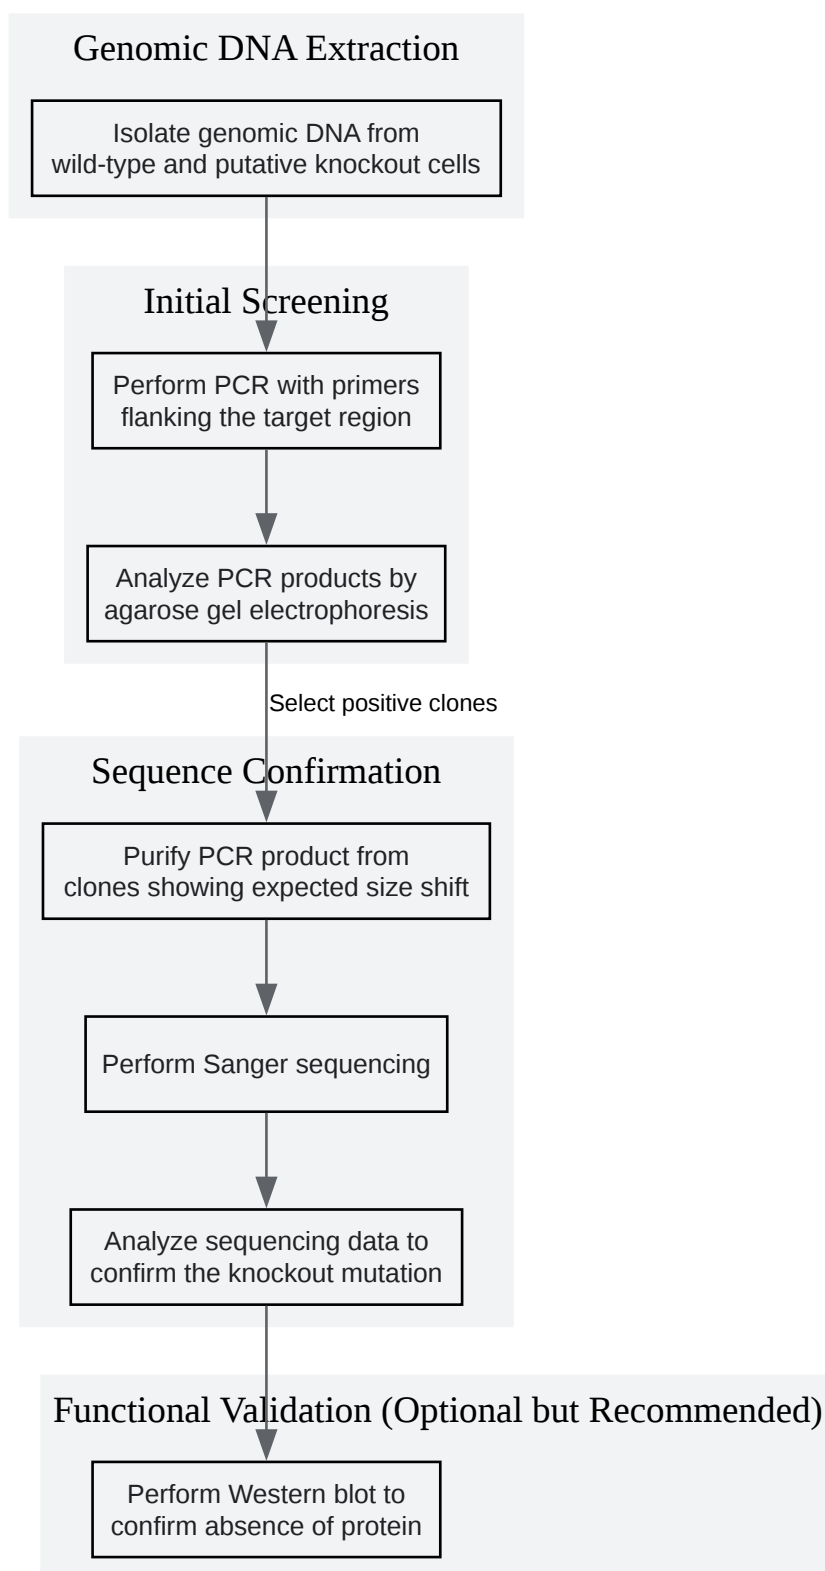 Genomic DNA Extraction
Isolate genomic DNA from
wild-type and putative knockout cells
Initial Screening
Perform PCR with primers
flanking the target region
Analyze PCR products by
agarose gel electrophoresis
Select positive clones
Sequence Confirmation
Purify PCR product from
clones showing expected size shift
Perform Sanger sequencing
Analyze sequencing data to
confirm the knockout mutation
Functional Validation (Optional but Recommended)
Perform Western blot to
confirm absence of protein